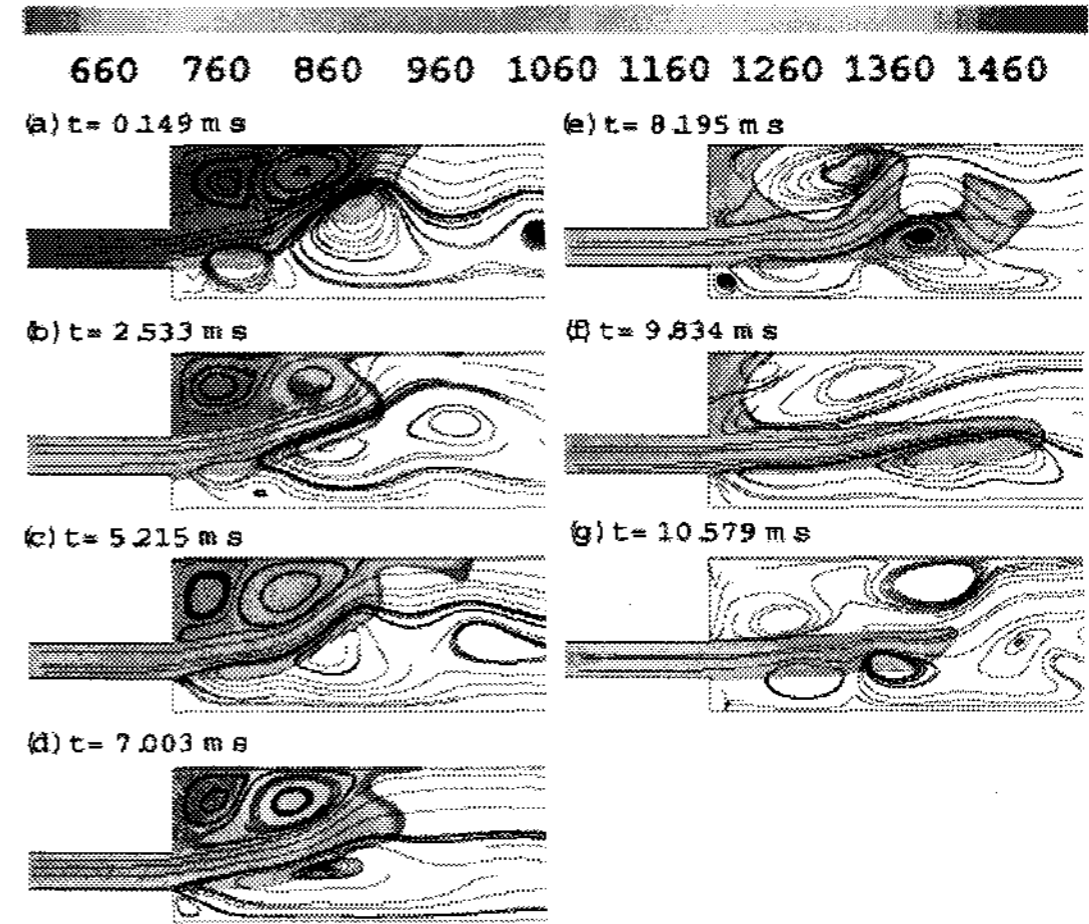 660 760 860 960 1060 1160 1260 1360 1460
(a) t= 0.149 ms
(b) t= 2.533 ms
(c) t= 5.215 ms
(d) t= 7.003 ms
(e) t= 8.195 ms
(f) t= 9.834 ms
(g) t= 10.579 ms